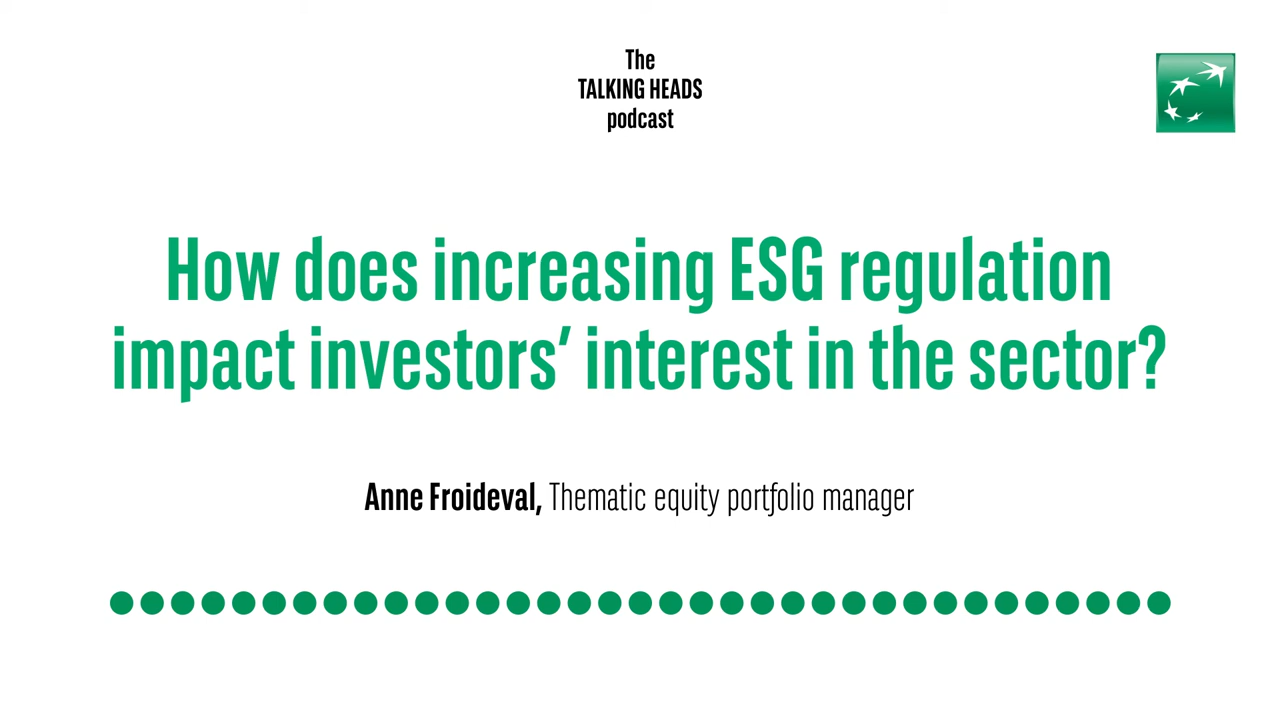 The
TALKING HEADS
podcast
How does increasing ESG regulation
impact investors’ interest in the sector?
Anne Froideval, Thematic equity portfolio manager